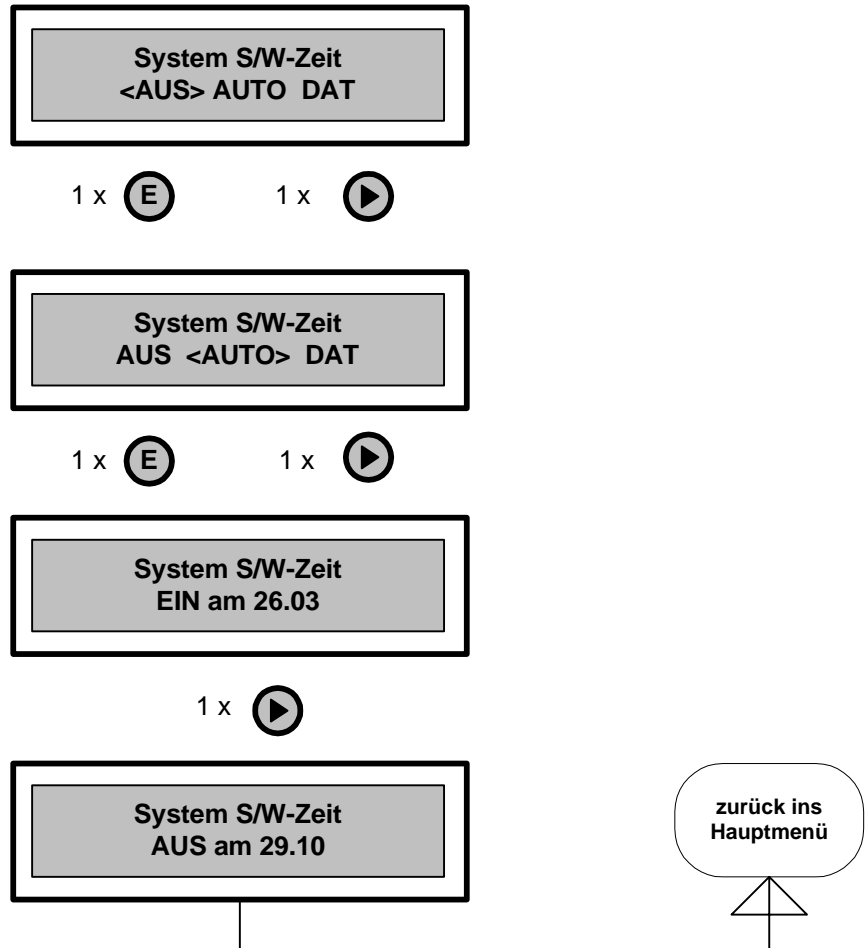 System S/W-Zeit
<AUS> AUTO DAT
1 x E 1 x
System S/W-Zeit
AUS <AUTO> DAT
1 x E 1 x
System S/W-Zeit
EIN am 26.03
1 x
System S/W-Zeit
AUS am 29.10
zurück ins
Hauptmenü